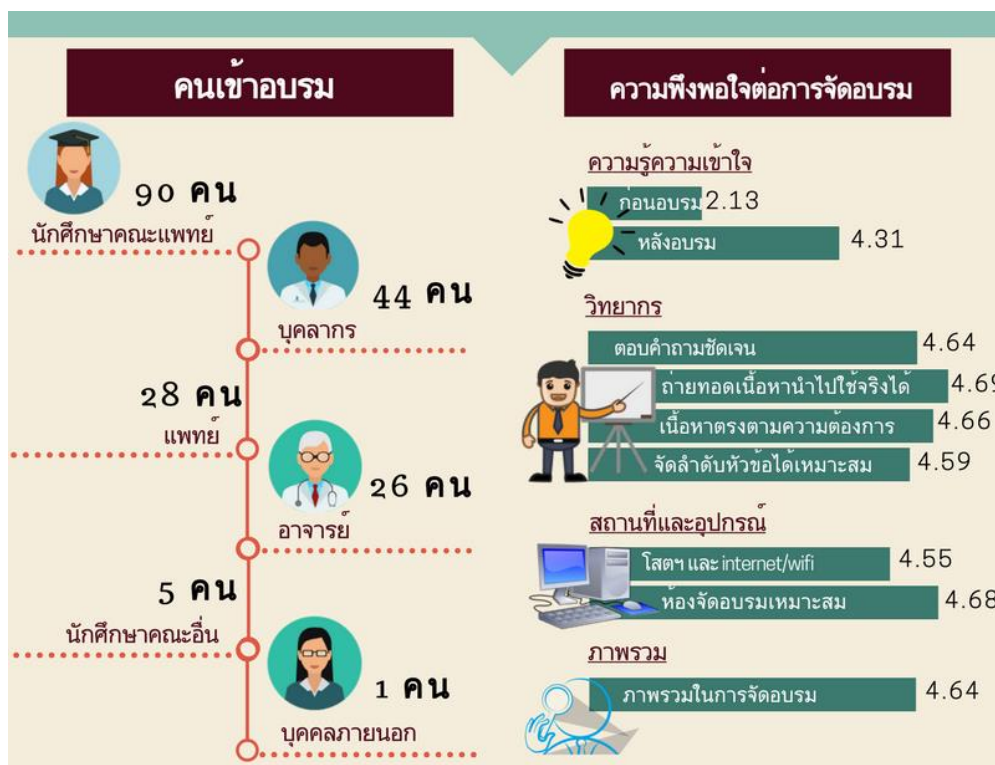 คนเข้าอบรม
90 คน
นักศึกษาคณะแพทย์
44 คน
บุคลากร
28 คน
แพทย์
26 คน
อาจารย์
5 คน
นักศึกษาคณะอื่น
1 คน
บุคคลภายนอก
ความพึงพอใจต่อการจัดอบรม
ความรู้ความเข้าใจ
ก่อนอบรม 2.13
หลังอบรม 4.31
วิทยากร
ตอบคำถามชัดเจน 4.64
ถ่ายทอดเนื้อหานำไปใช้จริงได้ 4.69
เนื้อหาตรงตามความต้องการ 4.66
จัดลำดับหัวข้อได้เหมาะสม 4.59
สถานที่และอุปกรณ์
โสตฯ และ internet/wifi 4.55
ห้องจัดอบรมเหมาะสม 4.68
ภาพรวม
ภาพรวมในการจัดอบรม 4.64